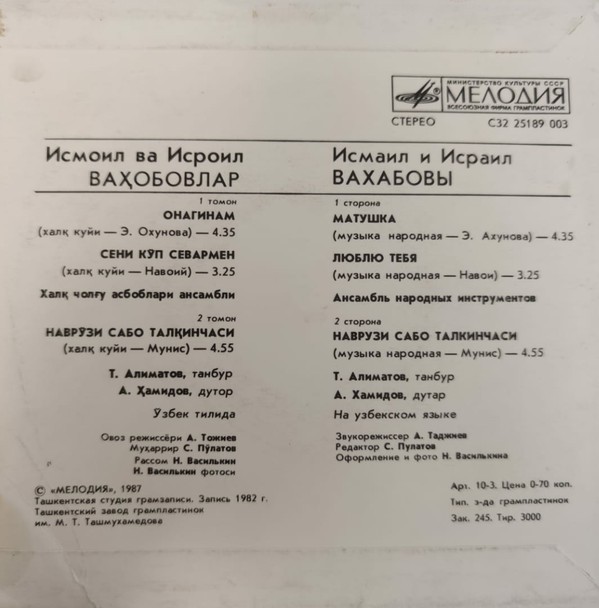 МИНИСТЕРСТВО КУЛЬТУРЫ СССР
МЕЛОДИЯ
ВСЕСОЮЗНАЯ ФИРМА ГРАМПЛАСТИНОК
СТЕРЕО С32 25189 003
Исмоил ва Исроил
ВАҲОБОВЛАР
1 томон
ОНАГИНАМ
(халқ куйи — Э. Охунова) — 4.35
СЕНИ КЎП СЕВАРМЕН
(халқ куйи — Навоий) — 3.25
Халқ чолғу асбоблари ансамбли
2 томон
НАВРЎЗИ САБО ТАЛҚИНЧАСИ
(халқ куйи — Мунис) — 4.55
Т. Алиматов, танбур
А. Ҳамидов, дутор
Ўзбек тилида
Овоз режиссёри А. Тожиев
Муҳаррир С. Пўлатов
Рассом Н. Василькин
Н. Василькин фотоси
© «МЕЛОДИЯ», 1987
Ташкентская студия грамзаписи. Запись 1982 г.
Ташкентский завод грампластинок
им. М. Т. Ташмухамедова
Исмаил и Исраил
ВАХАБОВЫ
1 сторона
МАТУШКА
(музыка народная — Э. Ахунова) — 4.35
ЛЮБЛЮ ТЕБЯ
(музыка народная — Навои) — 3.25
Ансамбль народных инструментов
2 сторона
НАВРУЗИ САБО ТАЛКИНЧАСИ
(музыка народная — Мунис) — 4.55
Т. Алиматов, танбур
А. Хамидов, дутар
На узбекском языке
Звукорежиссер А. Таджиев
Редактор С. Пулатов
Оформление и фото Н. Василькина
Арт. 10-3. Цена 0-70 коп.
Тип. з-да грампластинок
Зак. 245. Тир. 3000